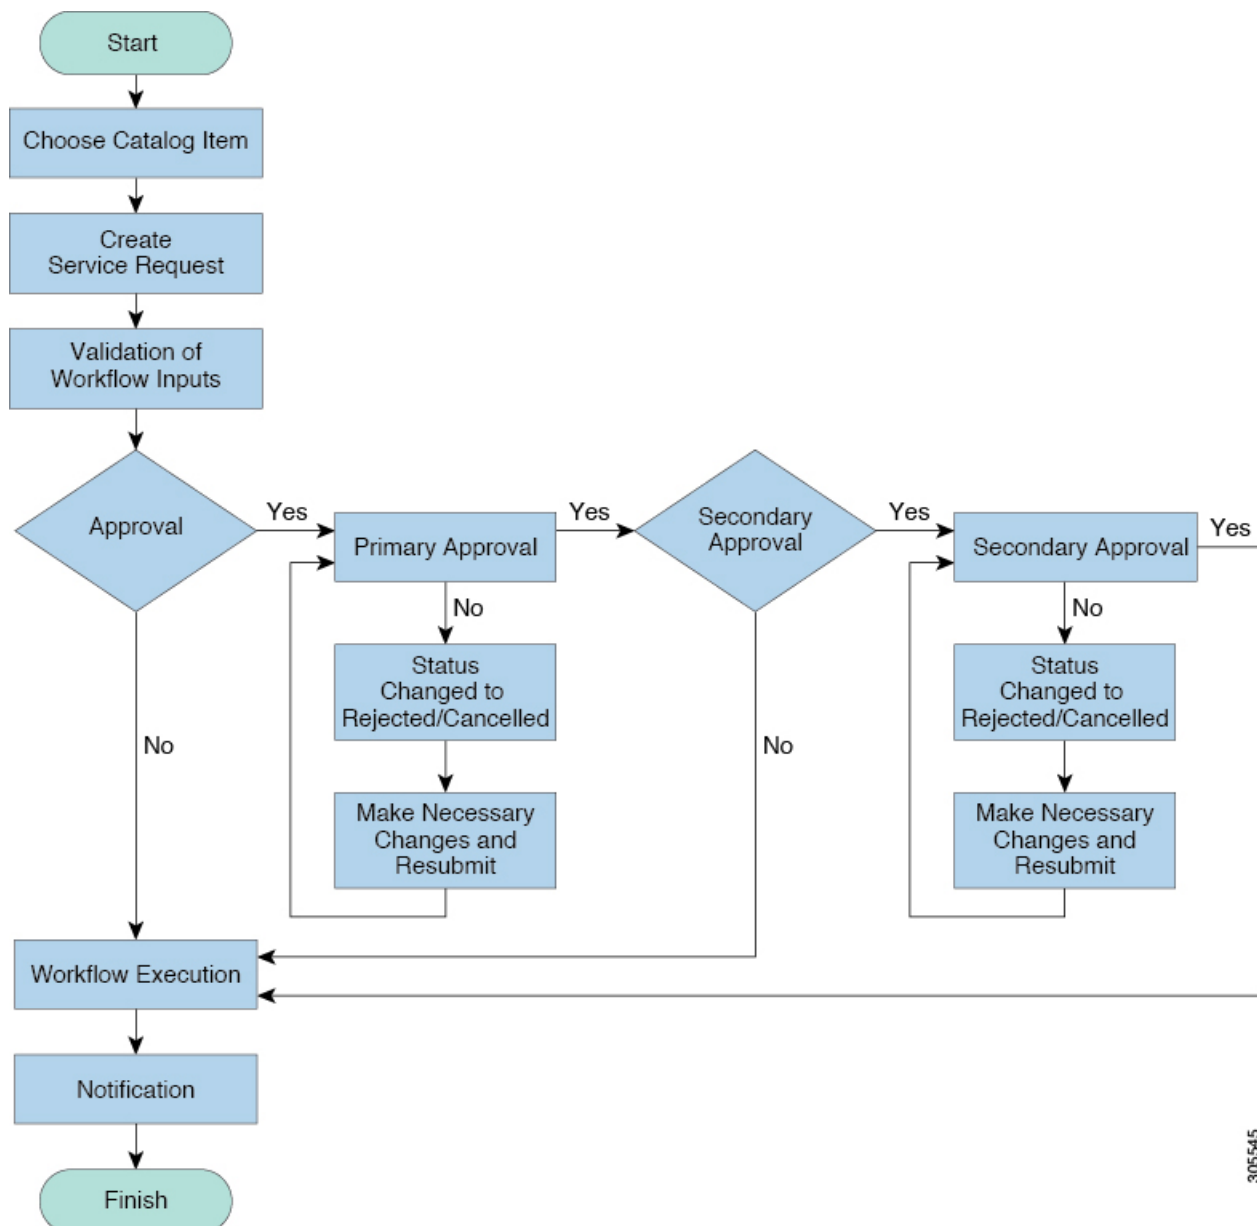 Start
Choose Catalog Item
Create
Service Request
Validation of
Workflow Inputs
Approval
Yes
Primary Approval
Yes
Secondary
Approval
Yes
Secondary Approval
Yes
No
No
Status
Changed to
Rejected/Cancelled
Status
Changed to
Rejected/Cancelled
No
No
Make Necessary
Changes and
Resubmit
Make Necessary
Changes and
Resubmit
Workflow Execution
Notification
Finish
305545